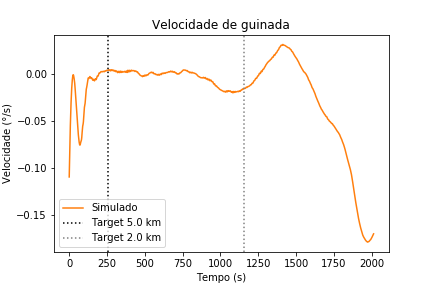 Velocidade de guinada
Velocidade (°/s)
0.00
−0.05
−0.10
−0.15
Simulado
Target 5.0 km
Target 2.0 km
0 250 500 750 1000 1250 1500 1750 2000
Tempo (s)